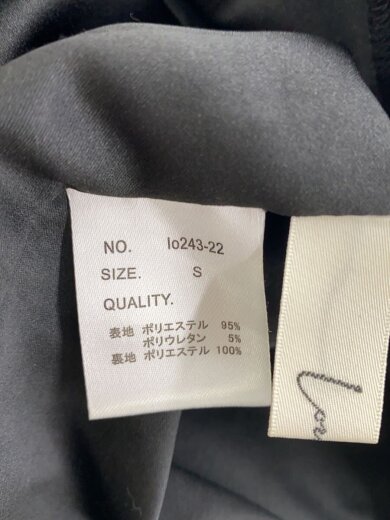 NO. lo243-22
SIZE. S
QUALITY.
表地 ポリエステル 95%
ポリウレタン 5%
裏地 ポリエステル 100%